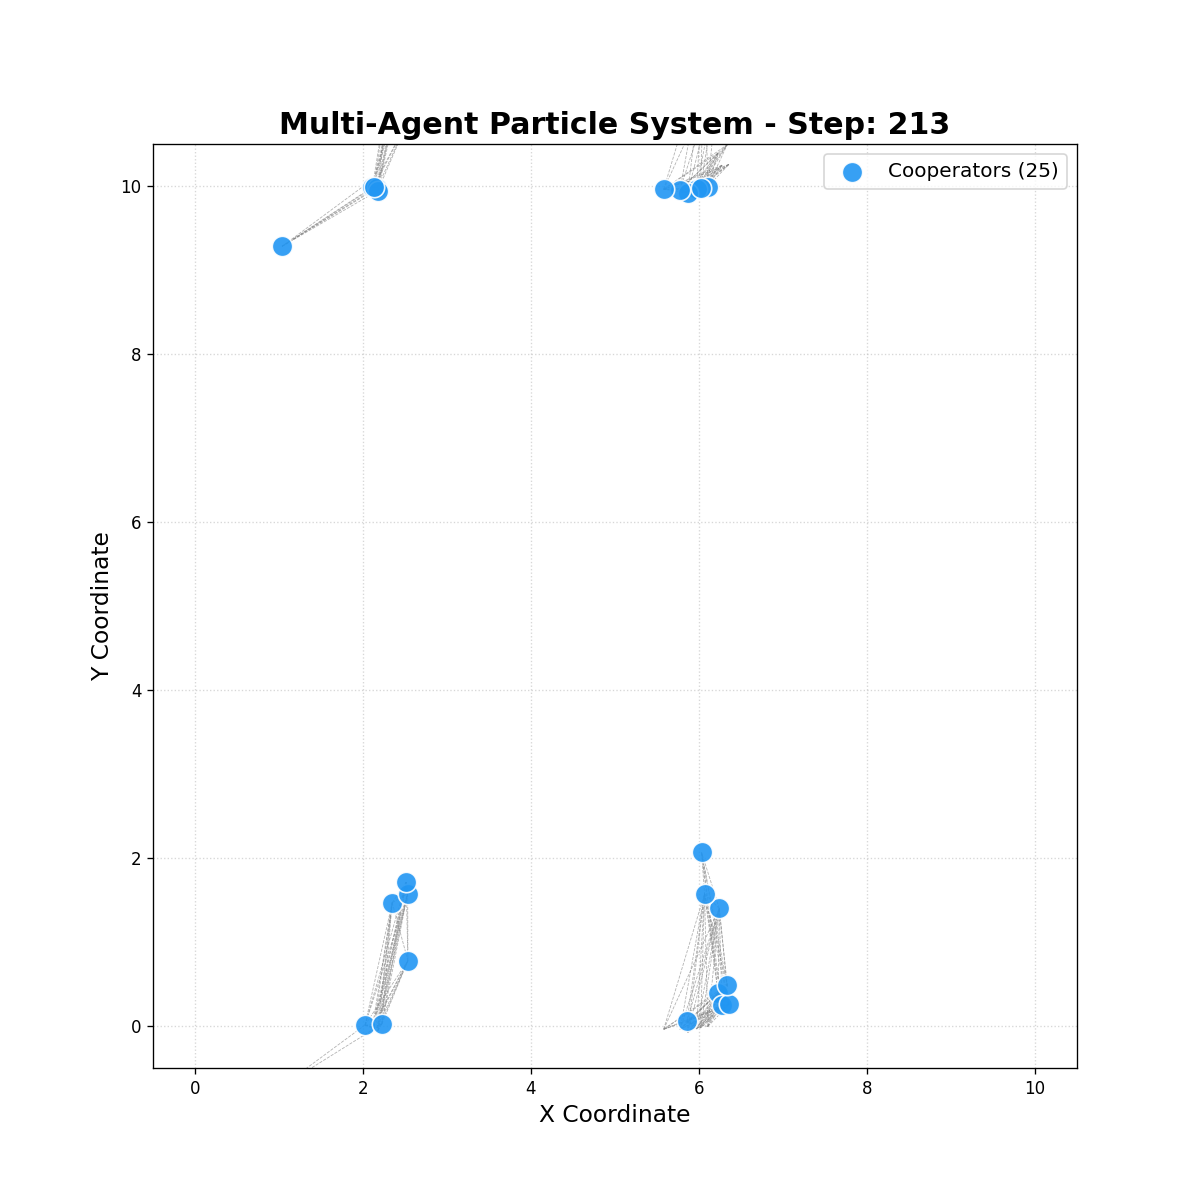 Multi-Agent Particle System - Step: 213
Cooperators (25)
10
8
6
4
2
0
Y Coordinate
0 2 4 6 8 10
X Coordinate